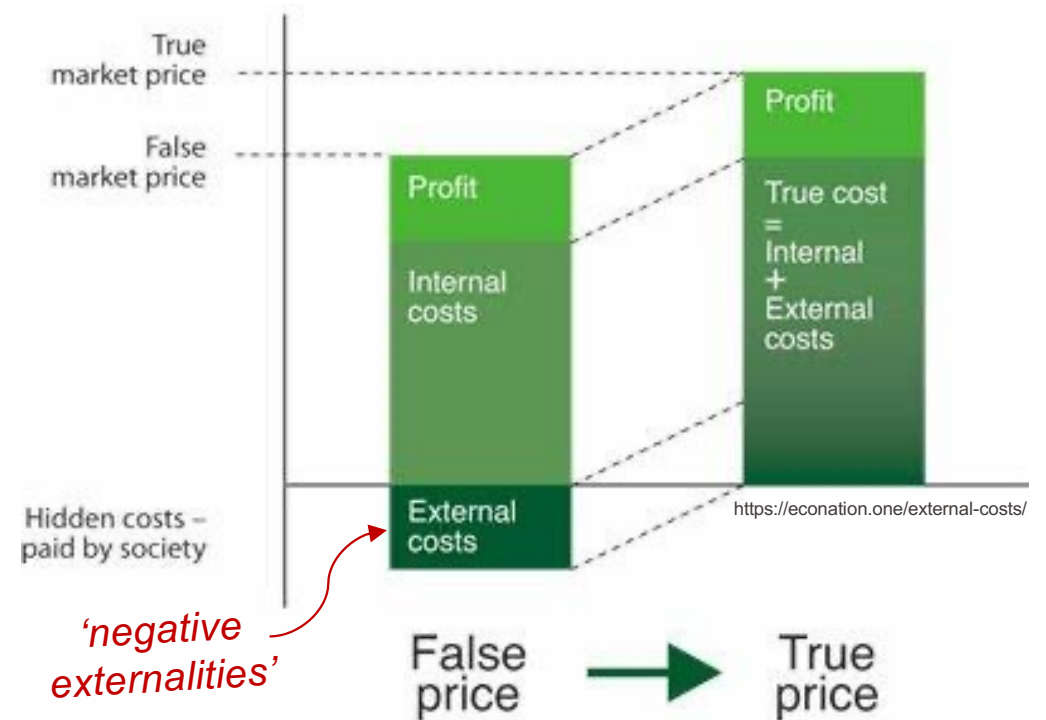 True
market price
False
market price
Profit
Internal
costs
External
costs
Profit
True cost
=
Internal
+
External
costs
Hidden costs –
paid by society
https://econation.one/external-costs/
‘negative
externalities’
False
price
True
price